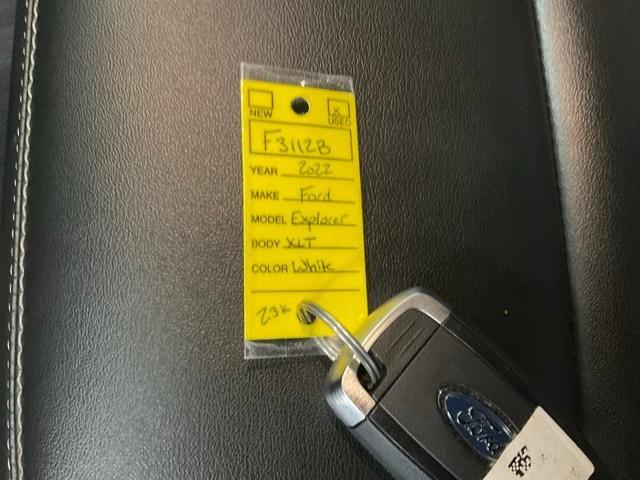 NEW
X
USED
F3112B
YEAR 2022
MAKE Ford
MODEL Explorer
BODY XLT
COLOR White
23k
Ford